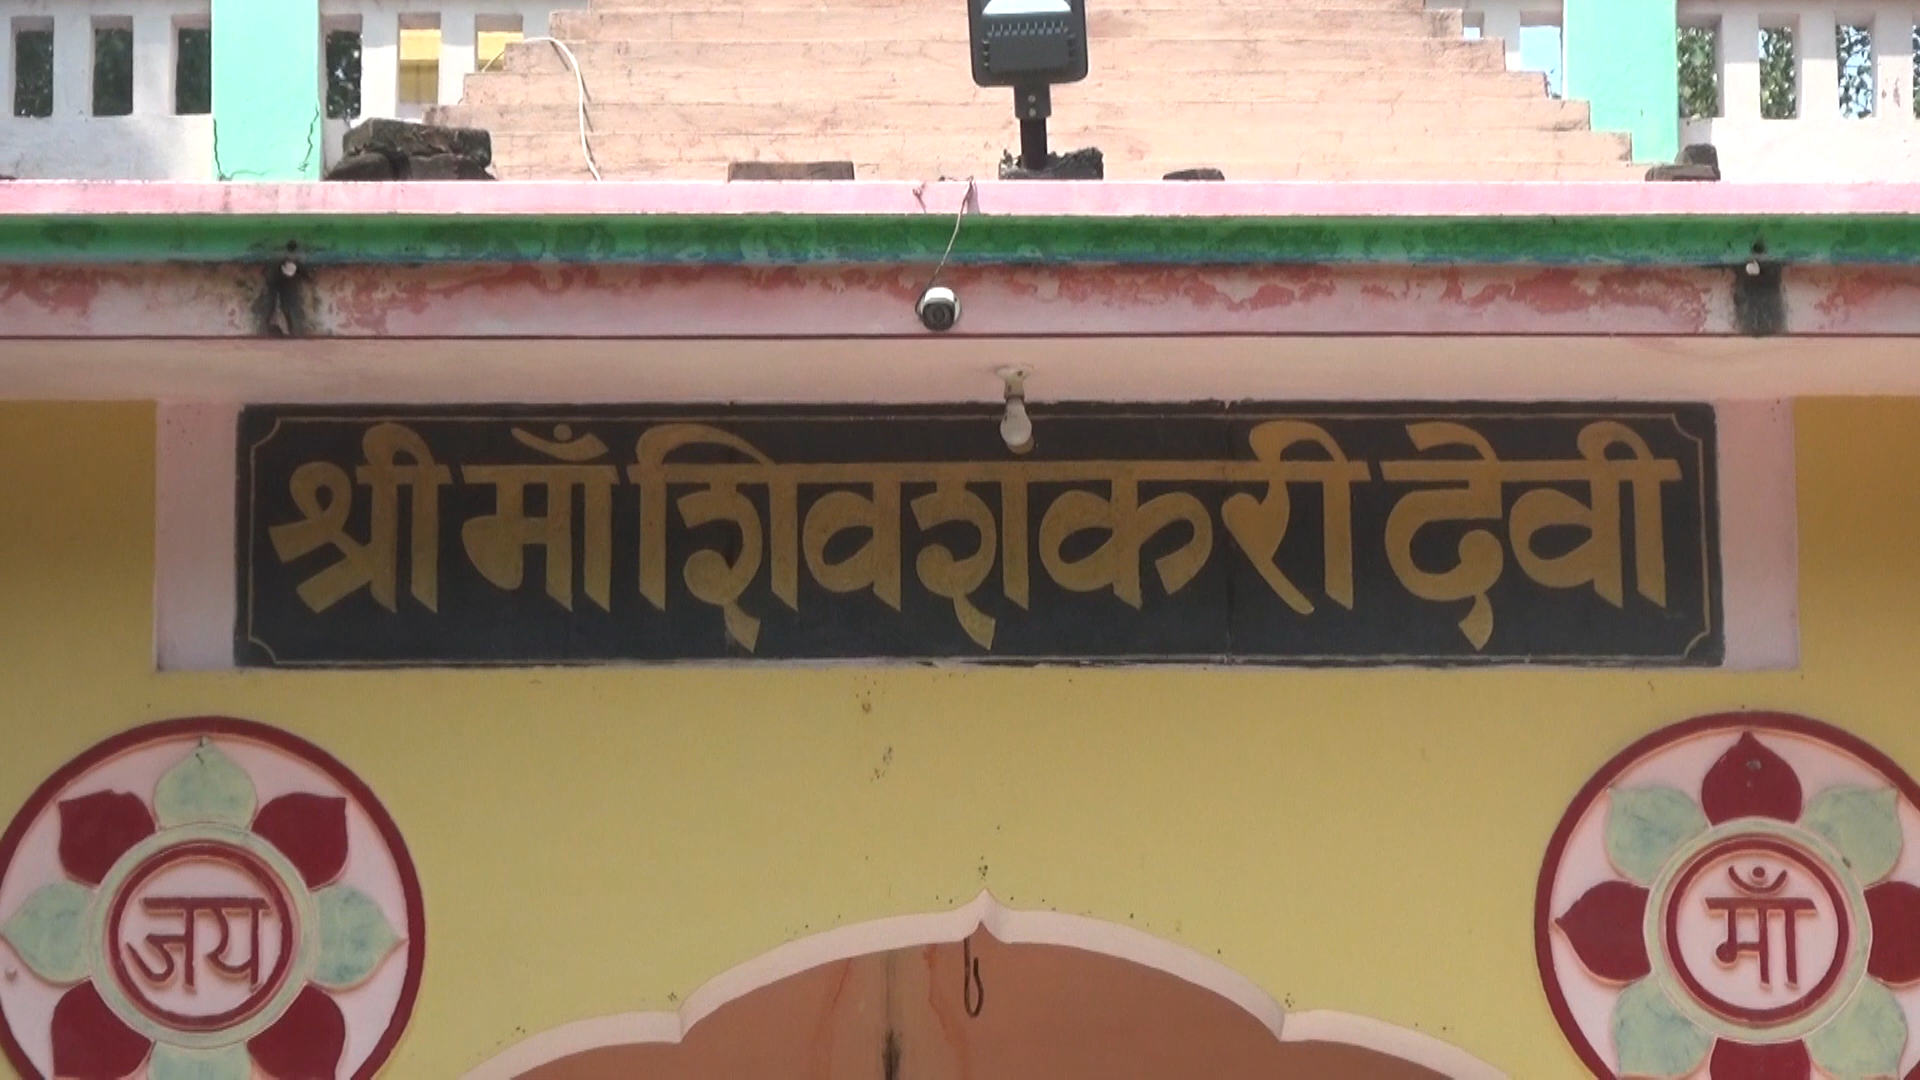 श्री माँ शिवशंकरी देवी
जय
माँ